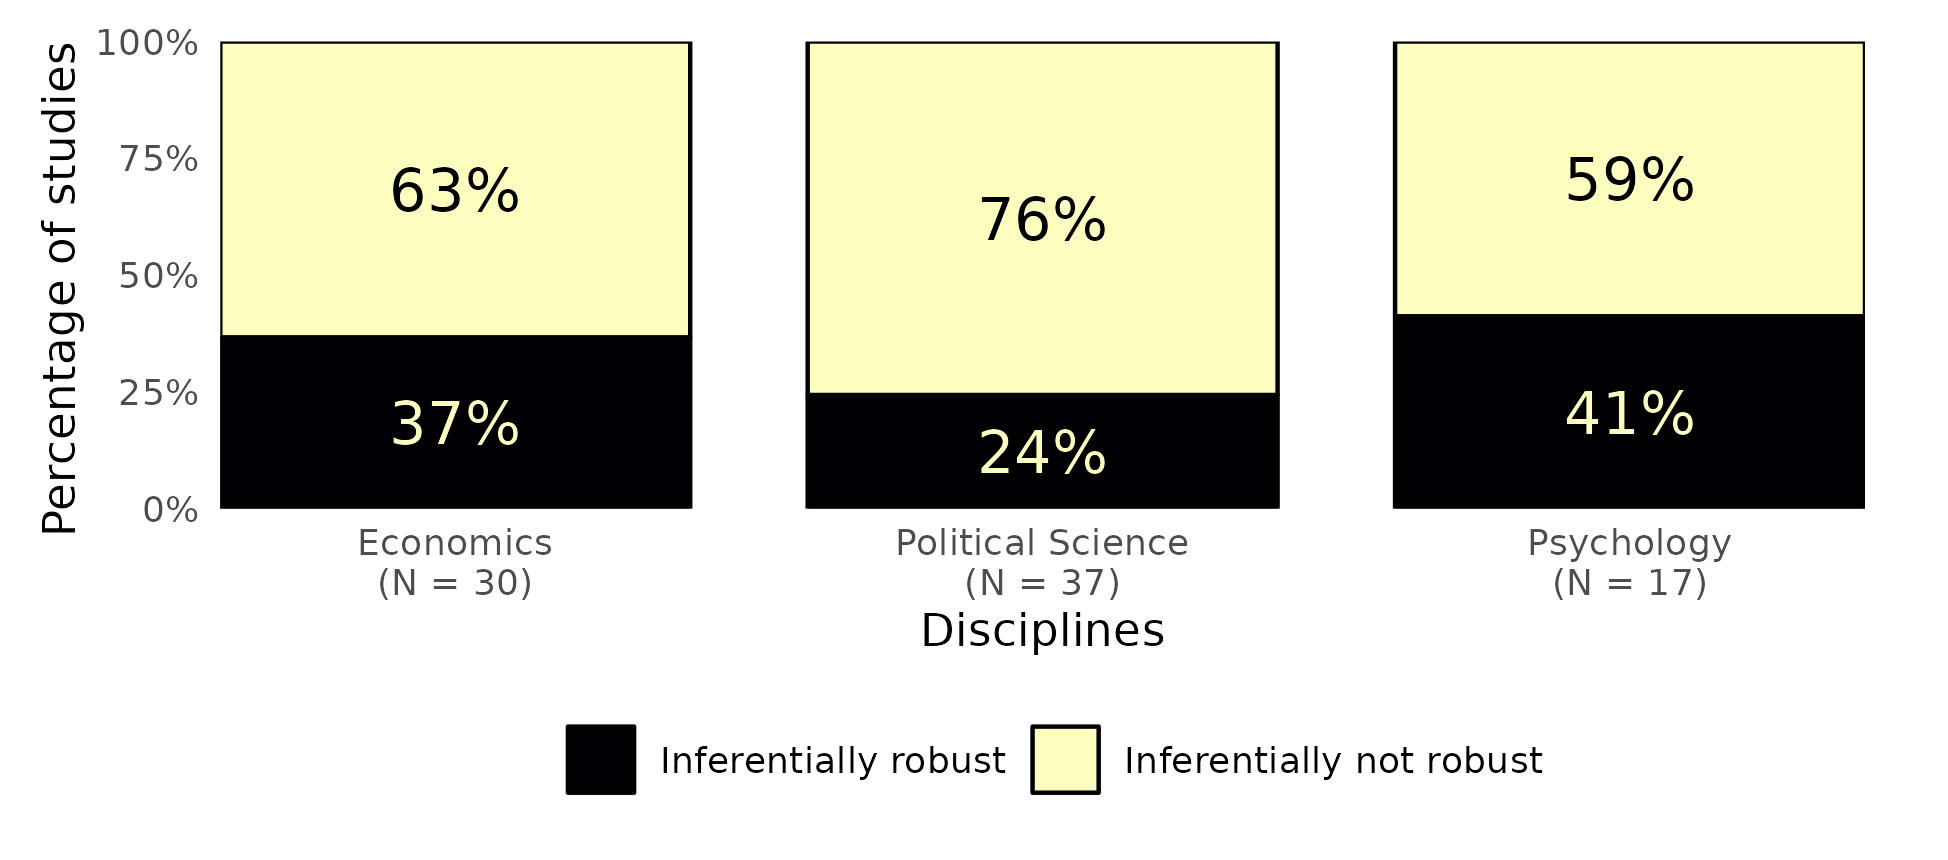 Percentage of studies
100%
75%
50%
25%
0%
63%
37%
76%
24%
59%
41%
Economics
(N = 30)
Political Science
(N = 37)
Psychology
(N = 17)
Disciplines
Inferentially robust
Inferentially not robust